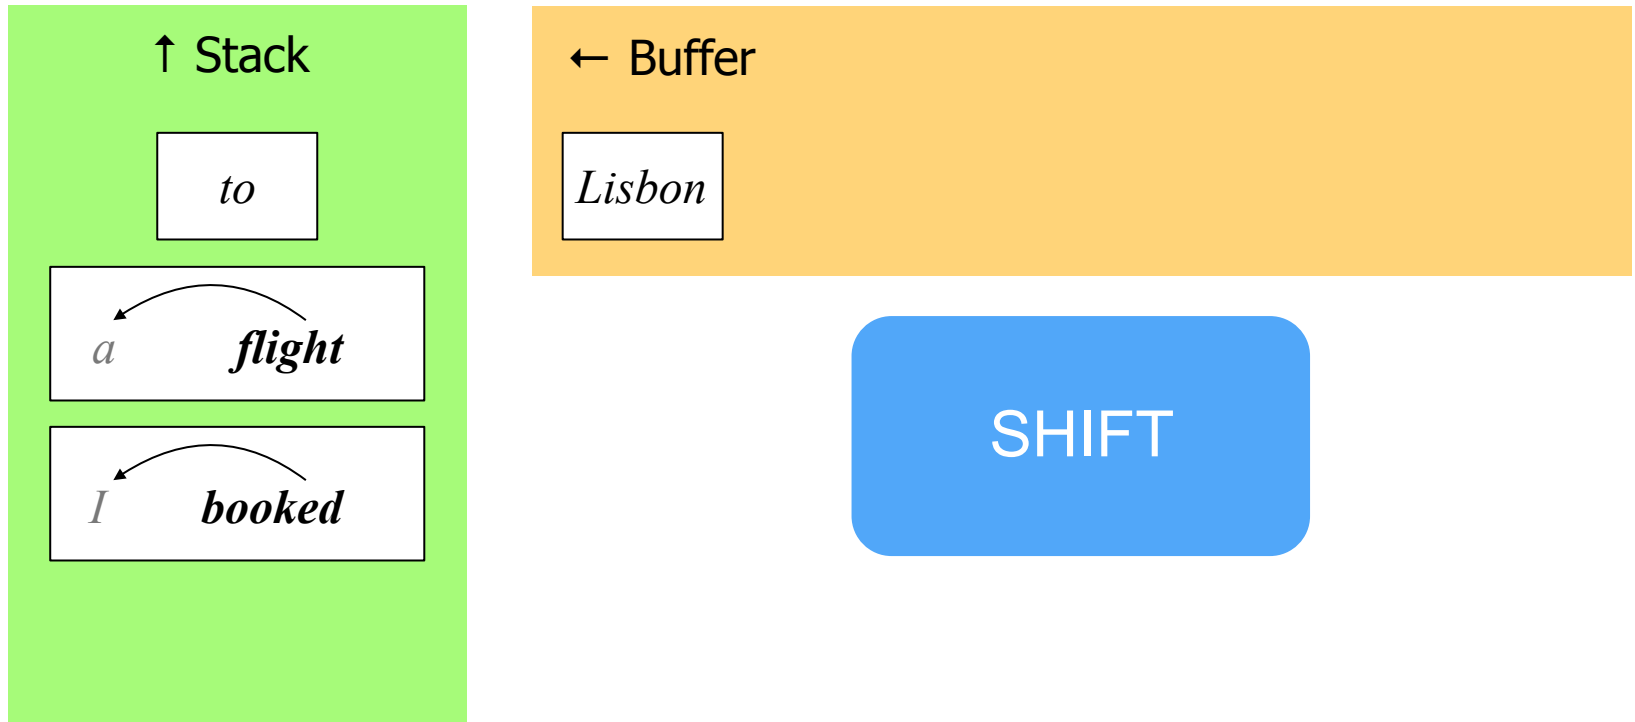 ↑ Stack
to
a flight
I booked
← Buffer
Lisbon
SHIFT